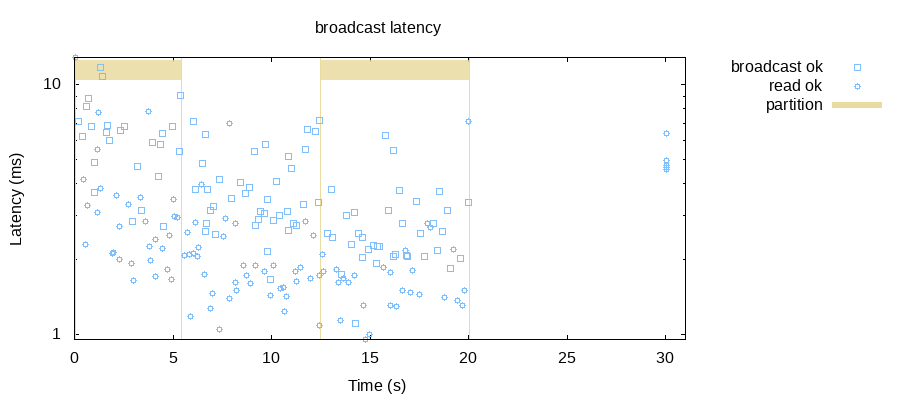 broadcast latency
broadcast ok
read ok
partition
10
1
Latency (ms)
0 5 10 15 20 25 30
Time (s)